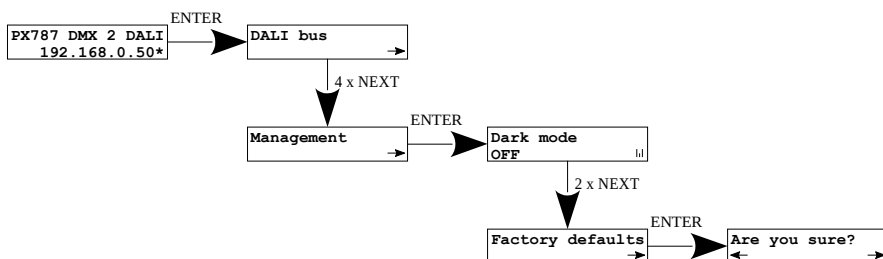 ENTER
PX787 DMX 2 DALI
192.168.0.50*
DALI bus
4 x NEXT
ENTER
Management
Dark mode
OFF
2 x NEXT
ENTER
Factory defaults
Are you sure?